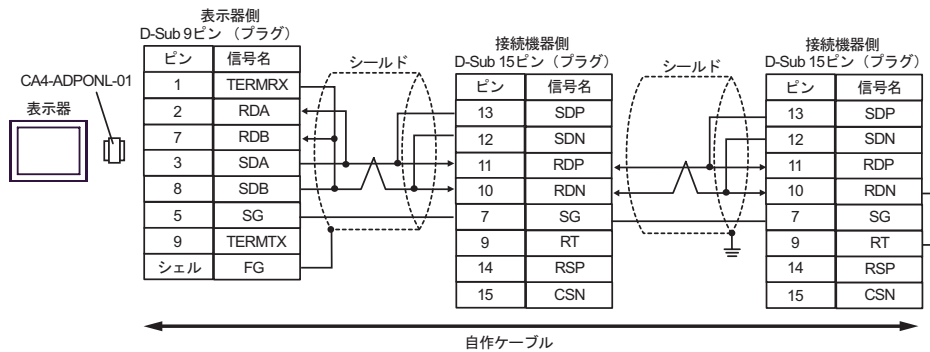 表示器側
D-Sub 9ピン（プラグ）
ピン 信号名
1 TERMRX
2 RDA
7 RDB
3 SDA
8 SDB
5 SG
9 TERMTX
シェル FG
CA4-ADPONL-01
表示器
シールド
接続機器側
D-Sub 15ピン（プラグ）
ピン 信号名
13 SDP
12 SDN
11 RDP
10 RDN
7 SG
9 RT
14 RSP
15 CSN
シールド
接続機器側
D-Sub 15ピン（プラグ）
ピン 信号名
13 SDP
12 SDN
11 RDP
10 RDN
7 SG
9 RT
14 RSP
15 CSN
自作ケーブル